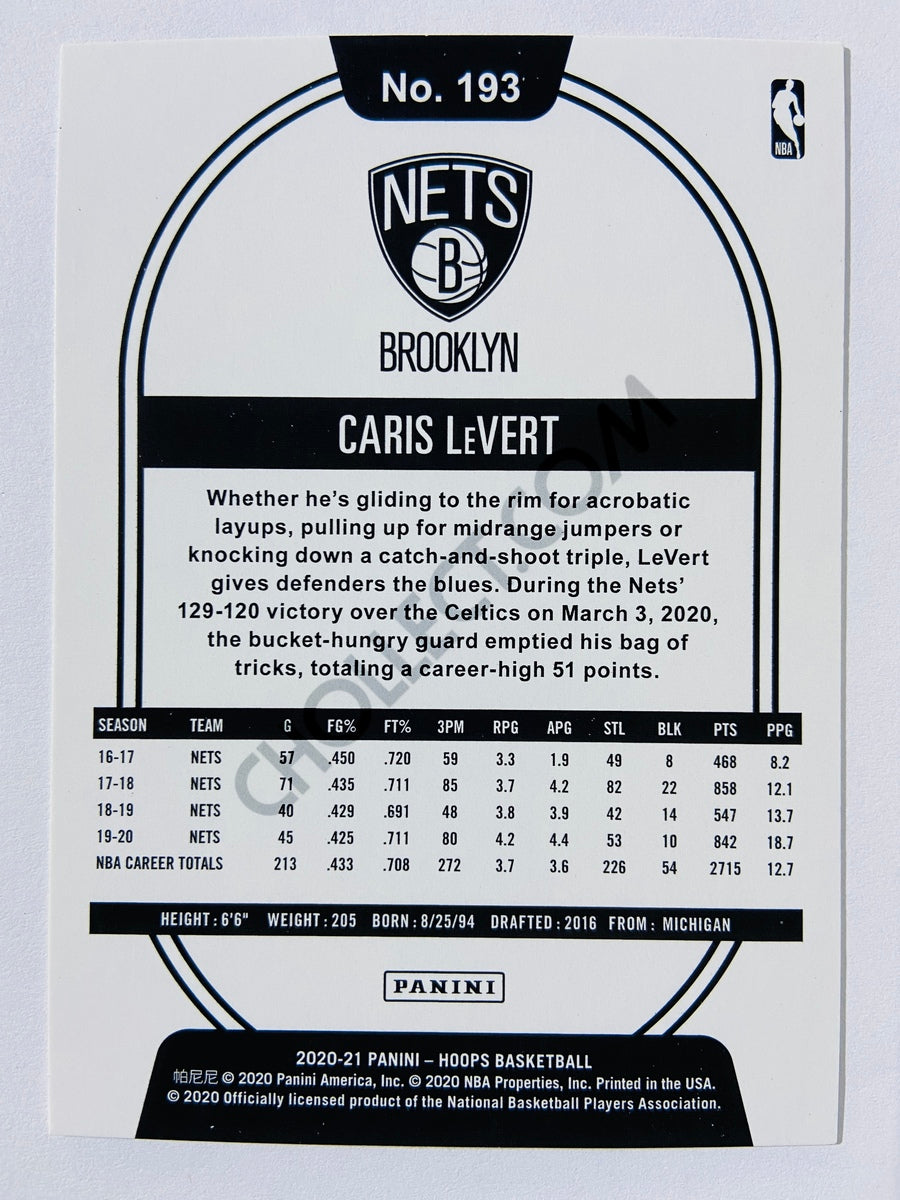 No. 193
NBA
NETS
B
BROOKLYN
CARIS LeVERT
Whether he's gliding to the rim for acrobatic
layups, pulling up for midrange jumpers or
knocking down a catch-and-shoot triple, LeVert
gives defenders the blues. During the Nets'
129-120 victory over the Celtics on March 3, 2020,
the bucket-hungry guard emptied his bag of
tricks, totaling a career-high 51 points.
CHOLLECT.COM
SEASON TEAM G FG% FT% 3PM RPG APG STL BLK PTS PPG
16-17 NETS 57 .450 .720 59 3.3 1.9 49 8 468 8.2
17-18 NETS 71 .435 .711 85 3.7 4.2 82 22 858 12.1
18-19 NETS 40 .429 .691 48 3.8 3.9 42 14 547 13.7
19-20 NETS 45 .425 .711 80 4.2 4.4 53 10 842 18.7
NBA CAREER TOTALS 213 .433 .708 272 3.7 3.6 226 54 2715 12.7
HEIGHT : 6'6" WEIGHT : 205 BORN : 8/25/94 DRAFTED : 2016 FROM : MICHIGAN
PANINI
2020-21 PANINI – HOOPS BASKETBALL
帕尼尼 © 2020 Panini America, Inc. © 2020 NBA Properties, Inc. Printed in the USA.
© 2020 Officially licensed product of the National Basketball Players Association.